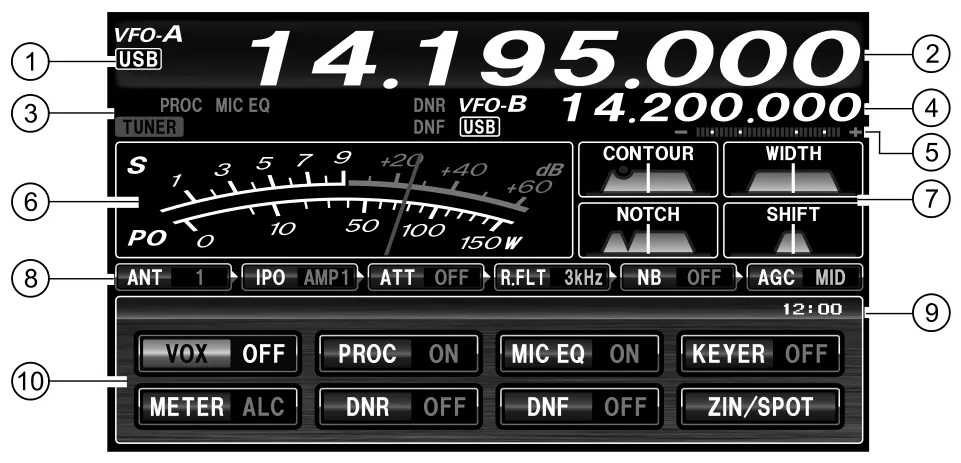 VFO-A
1 USB 14.195.000 2
3 PROC MIC EQ DNR VFO-B 14.200.000 4
TUNER DNF USB − + 5
S 1 3 5 7 9 +20 +40 +60 dB
CONTOUR WIDTH
6 7
PO 0 10 50 100 150 W
NOTCH SHIFT
8 ANT 1 IPO AMP1 ATT OFF R.FLT 3kHz NB OFF AGC MID
12:00 9
VOX OFF PROC ON MIC EQ ON KEYER OFF
10
METER ALC DNR OFF DNF OFF ZIN/SPOT